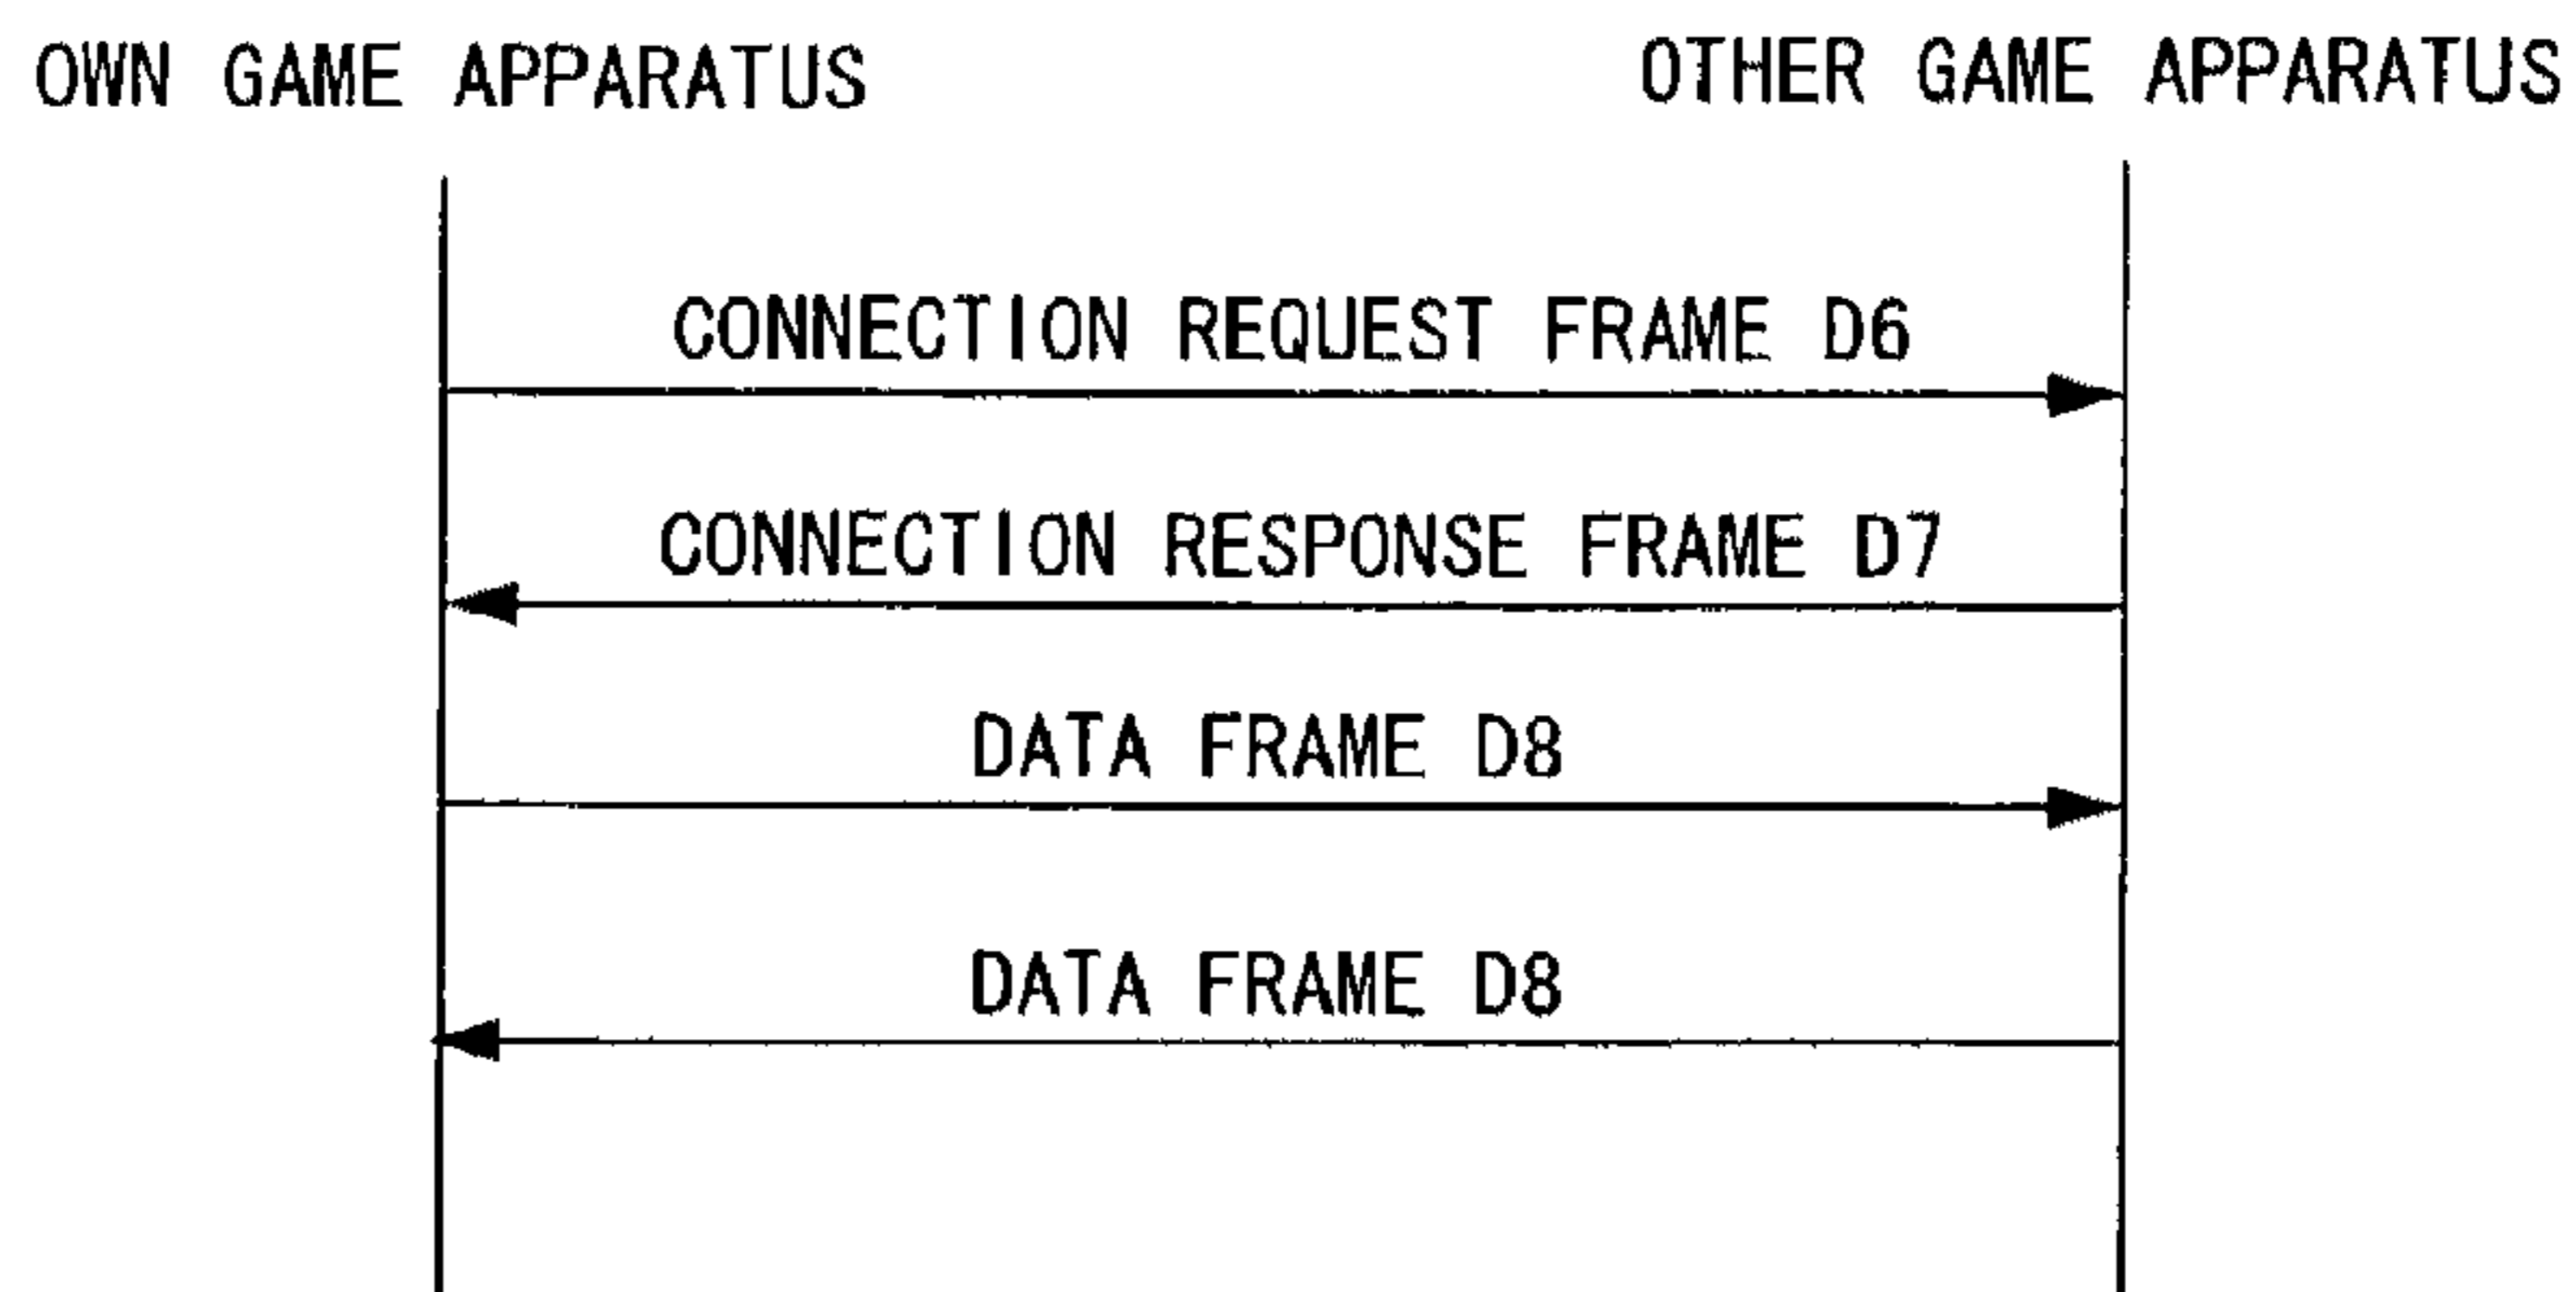 OWN GAME APPARATUS
OTHER GAME APPARATUS
CONNECTION REQUEST FRAME D6
CONNECTION RESPONSE FRAME D7
DATA FRAME D8
DATA FRAME D8